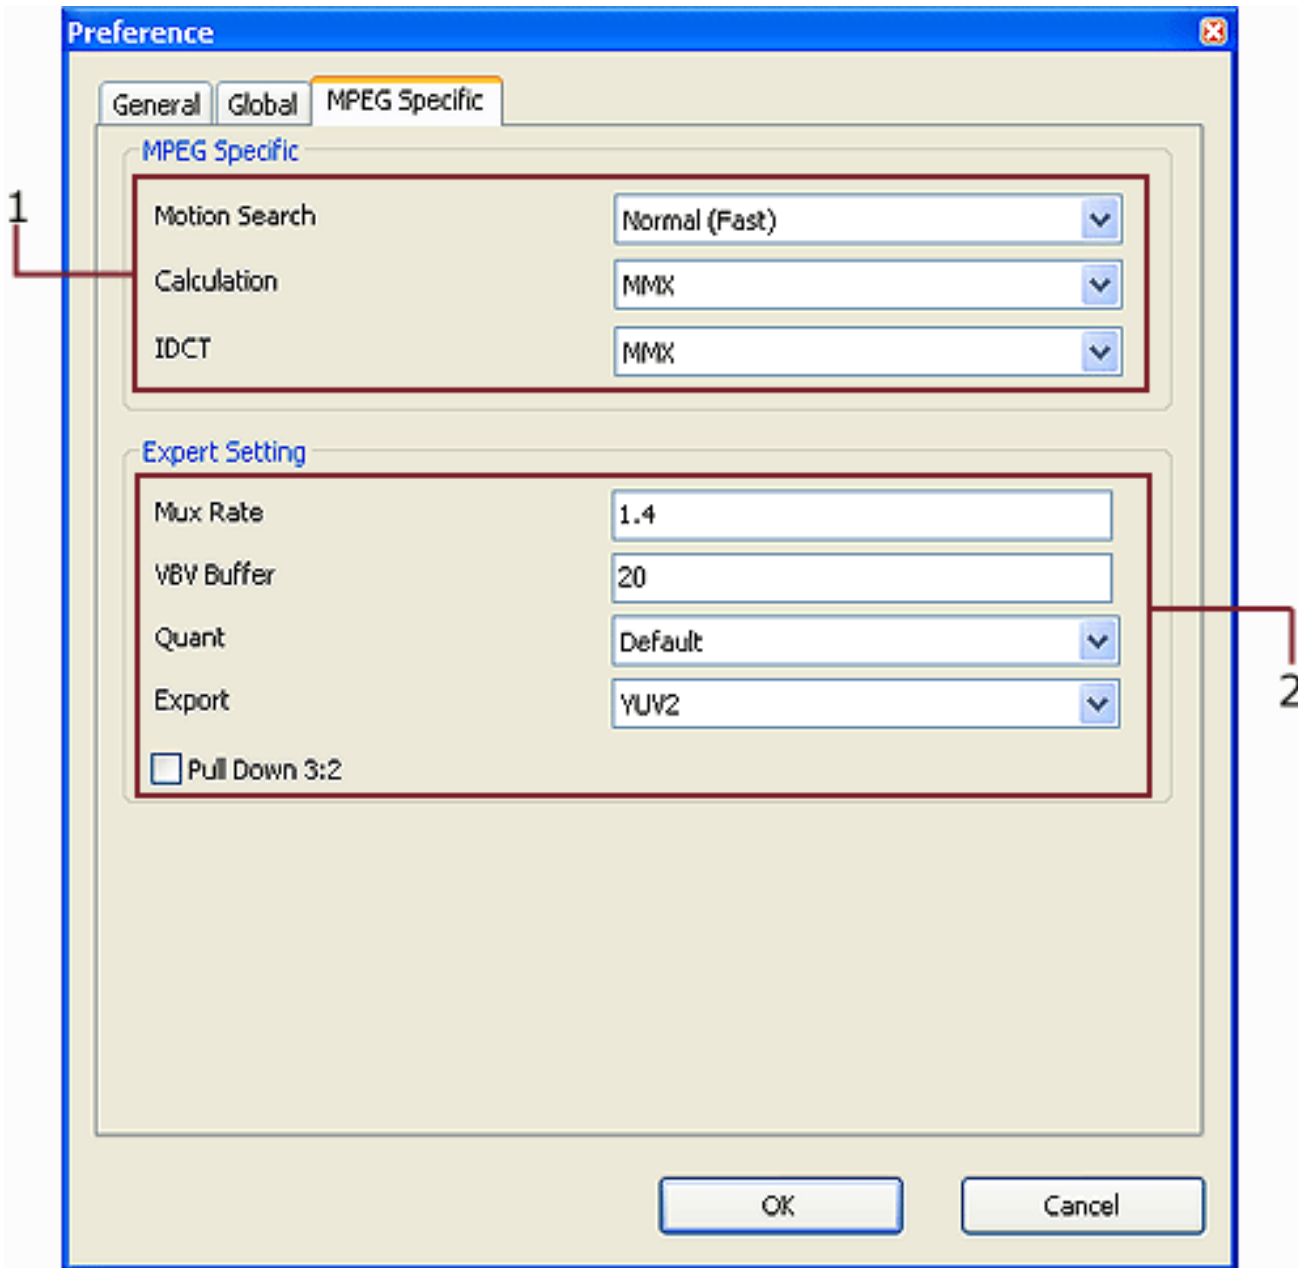 Preference
General Global MPEG Specific
MPEG Specific
1
Motion Search Normal (Fast)
Calculation MMX
IDCT MMX
Expert Setting
Mux Rate 1.4
VBV Buffer 20
Quant Default
Export YUV2
2
Pull Down 3:2
OK Cancel